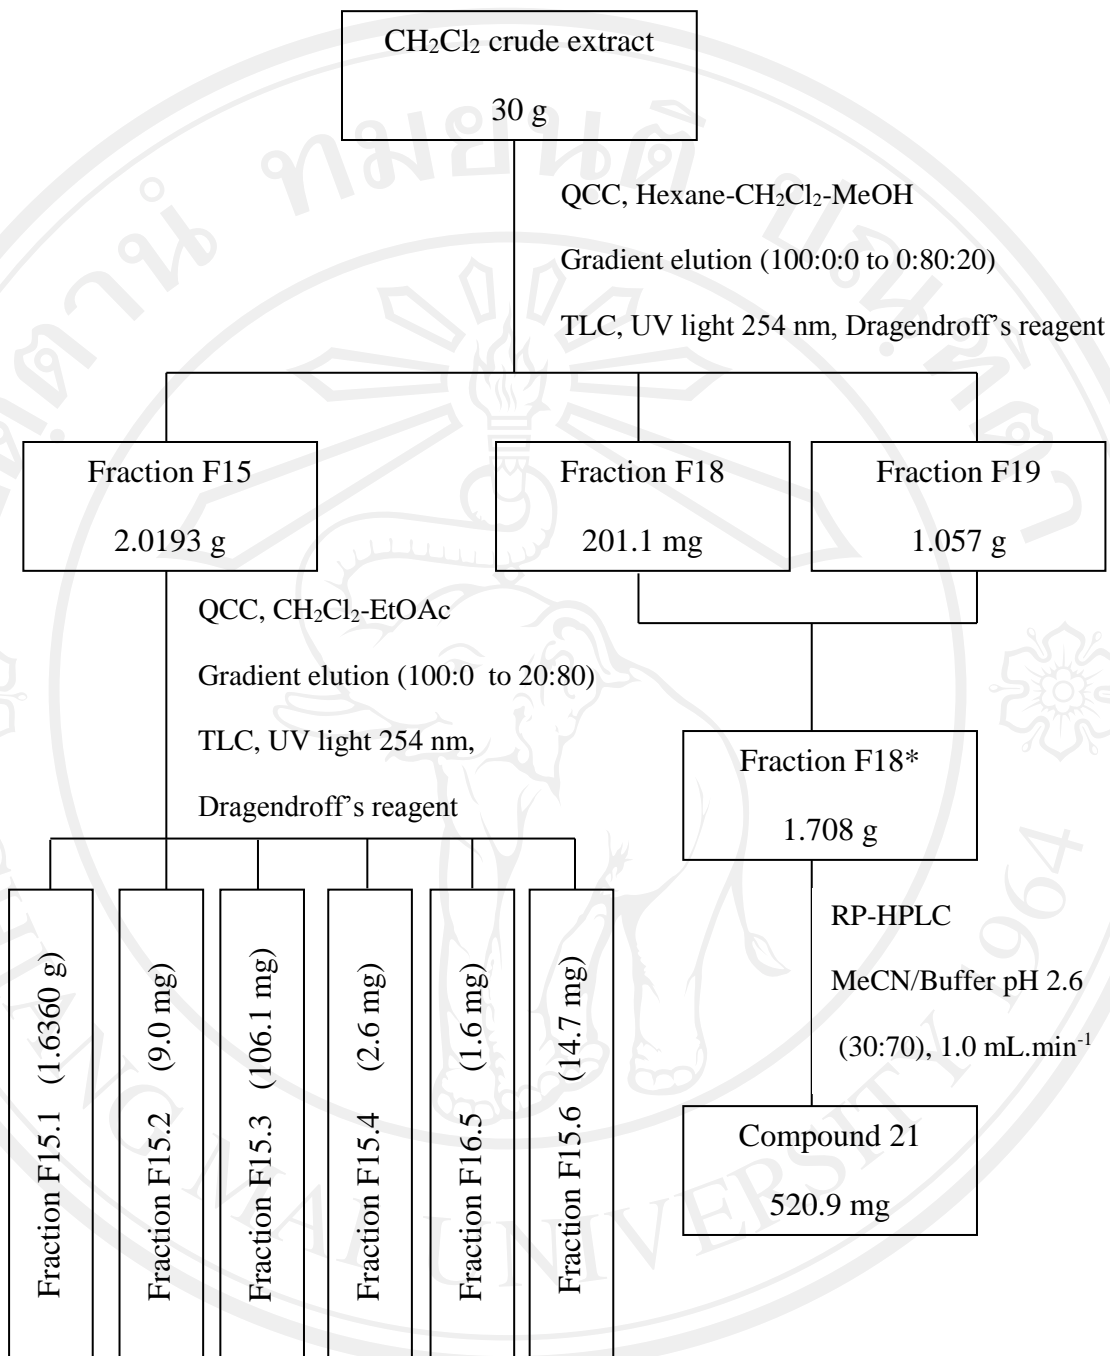 CH₂Cl₂ crude extract
30 g
QCC, Hexane-CH₂Cl₂-MeOH
Gradient elution (100:0:0 to 0:80:20)
TLC, UV light 254 nm, Dragendroff’s reagent
Fraction F15
2.0193 g
Fraction F18
201.1 mg
Fraction F19
1.057 g
QCC, CH₂Cl₂-EtOAc
Gradient elution (100:0 to 20:80)
TLC, UV light 254 nm,
Dragendroff’s reagent
Fraction F18*
1.708 g
RP-HPLC
MeCN/Buffer pH 2.6
(30:70), 1.0 mL.min⁻¹
Compound 21
520.9 mg
Fraction F15.1 (1.6360 g)
Fraction F15.2 (9.0 mg)
Fraction F15.3 (106.1 mg)
Fraction F15.4 (2.6 mg)
Fraction F16.5 (1.6 mg)
Fraction F15.6 (14.7 mg)
MAI UNIVERSITY 1964